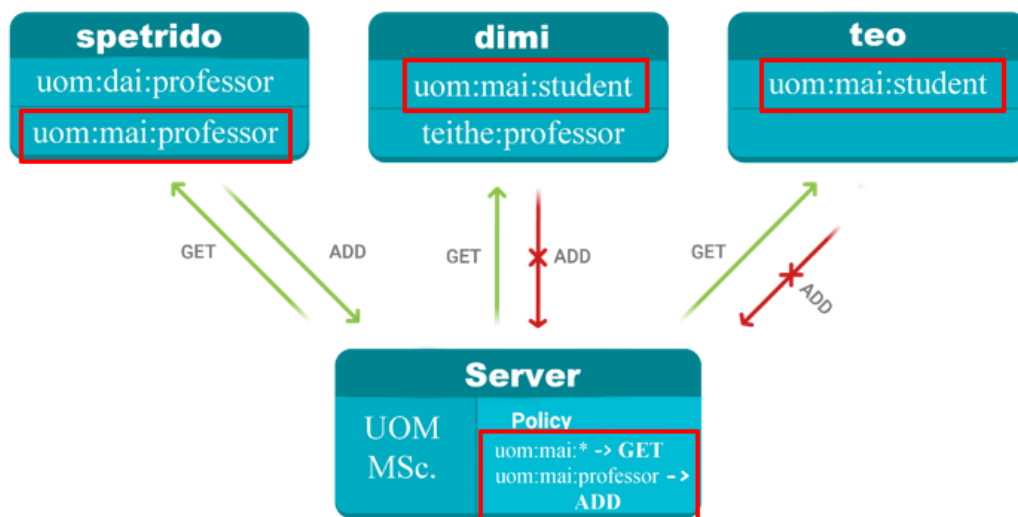 spetrido
uom:dai:professor
uom:mai:professor
dimi
uom:mai:student
teithe:professor
teo
uom:mai:student
GET
ADD
GET
ADD
GET
ADD
Server
UOM
MSc.
Policy
uom:mai:* -> GET
uom:mai:professor ->
ADD